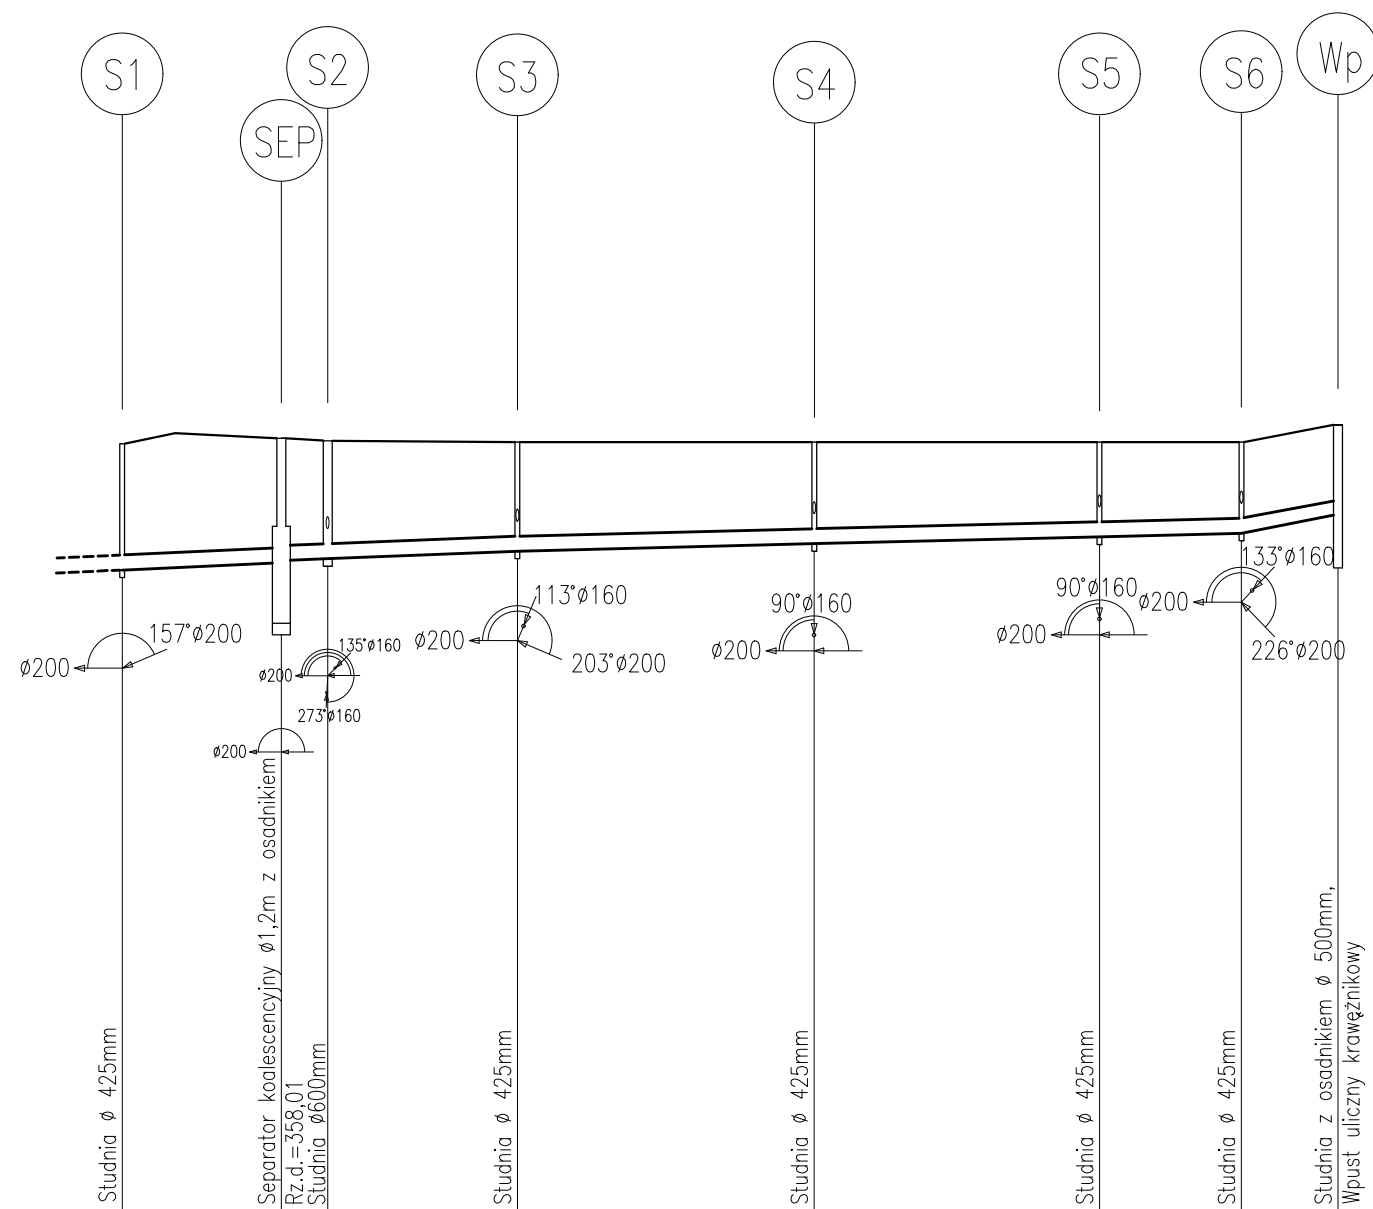 S1
SEP
S2
S3
S4
S5
S6
Wp
157°ø200
ø200
135°ø160
ø200
273°ø160
ø200
113°ø160
ø200
203°ø200
90°ø160
ø200
90°ø160
ø200
133°ø160
ø200
226°ø200
Studnia ø 425mm
Separator koalescencyjny ø1,2m z osadnikiem
Rz.d.=358,01
Studnia ø600mm
Studnia ø 425mm
Studnia ø 425mm
Studnia ø 425mm
Studnia ø 425mm
Studnia z osadnikiem ø 500mm,
Wpust uliczny krawężnikowy